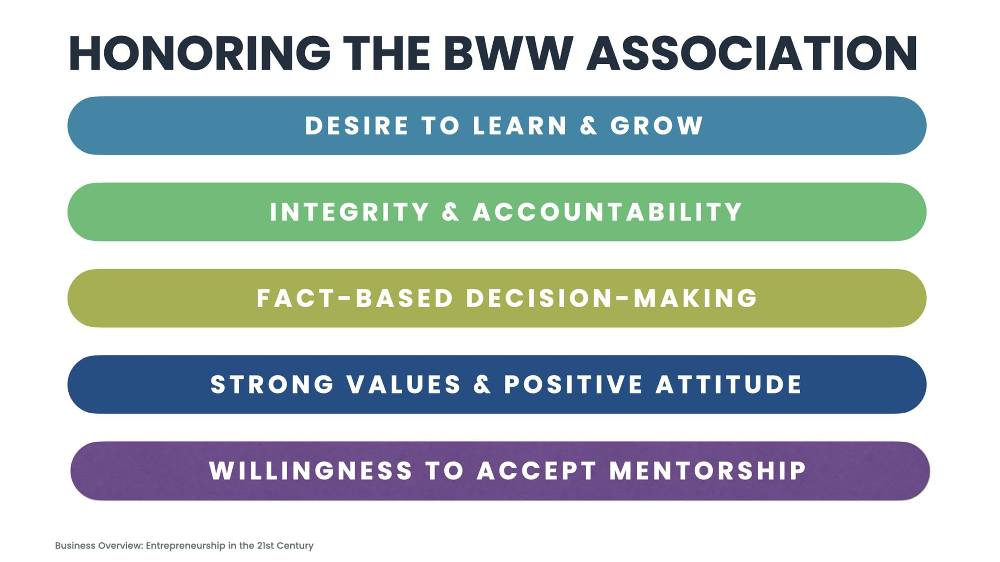 HONORING THE BWW ASSOCIATION
DESIRE TO LEARN & GROW
INTEGRITY & ACCOUNTABILITY
FACT-BASED DECISION-MAKING
STRONG VALUES & POSITIVE ATTITUDE
WILLINGNESS TO ACCEPT MENTORSHIP
Business Overview: Entrepreneurship in the 21st Century